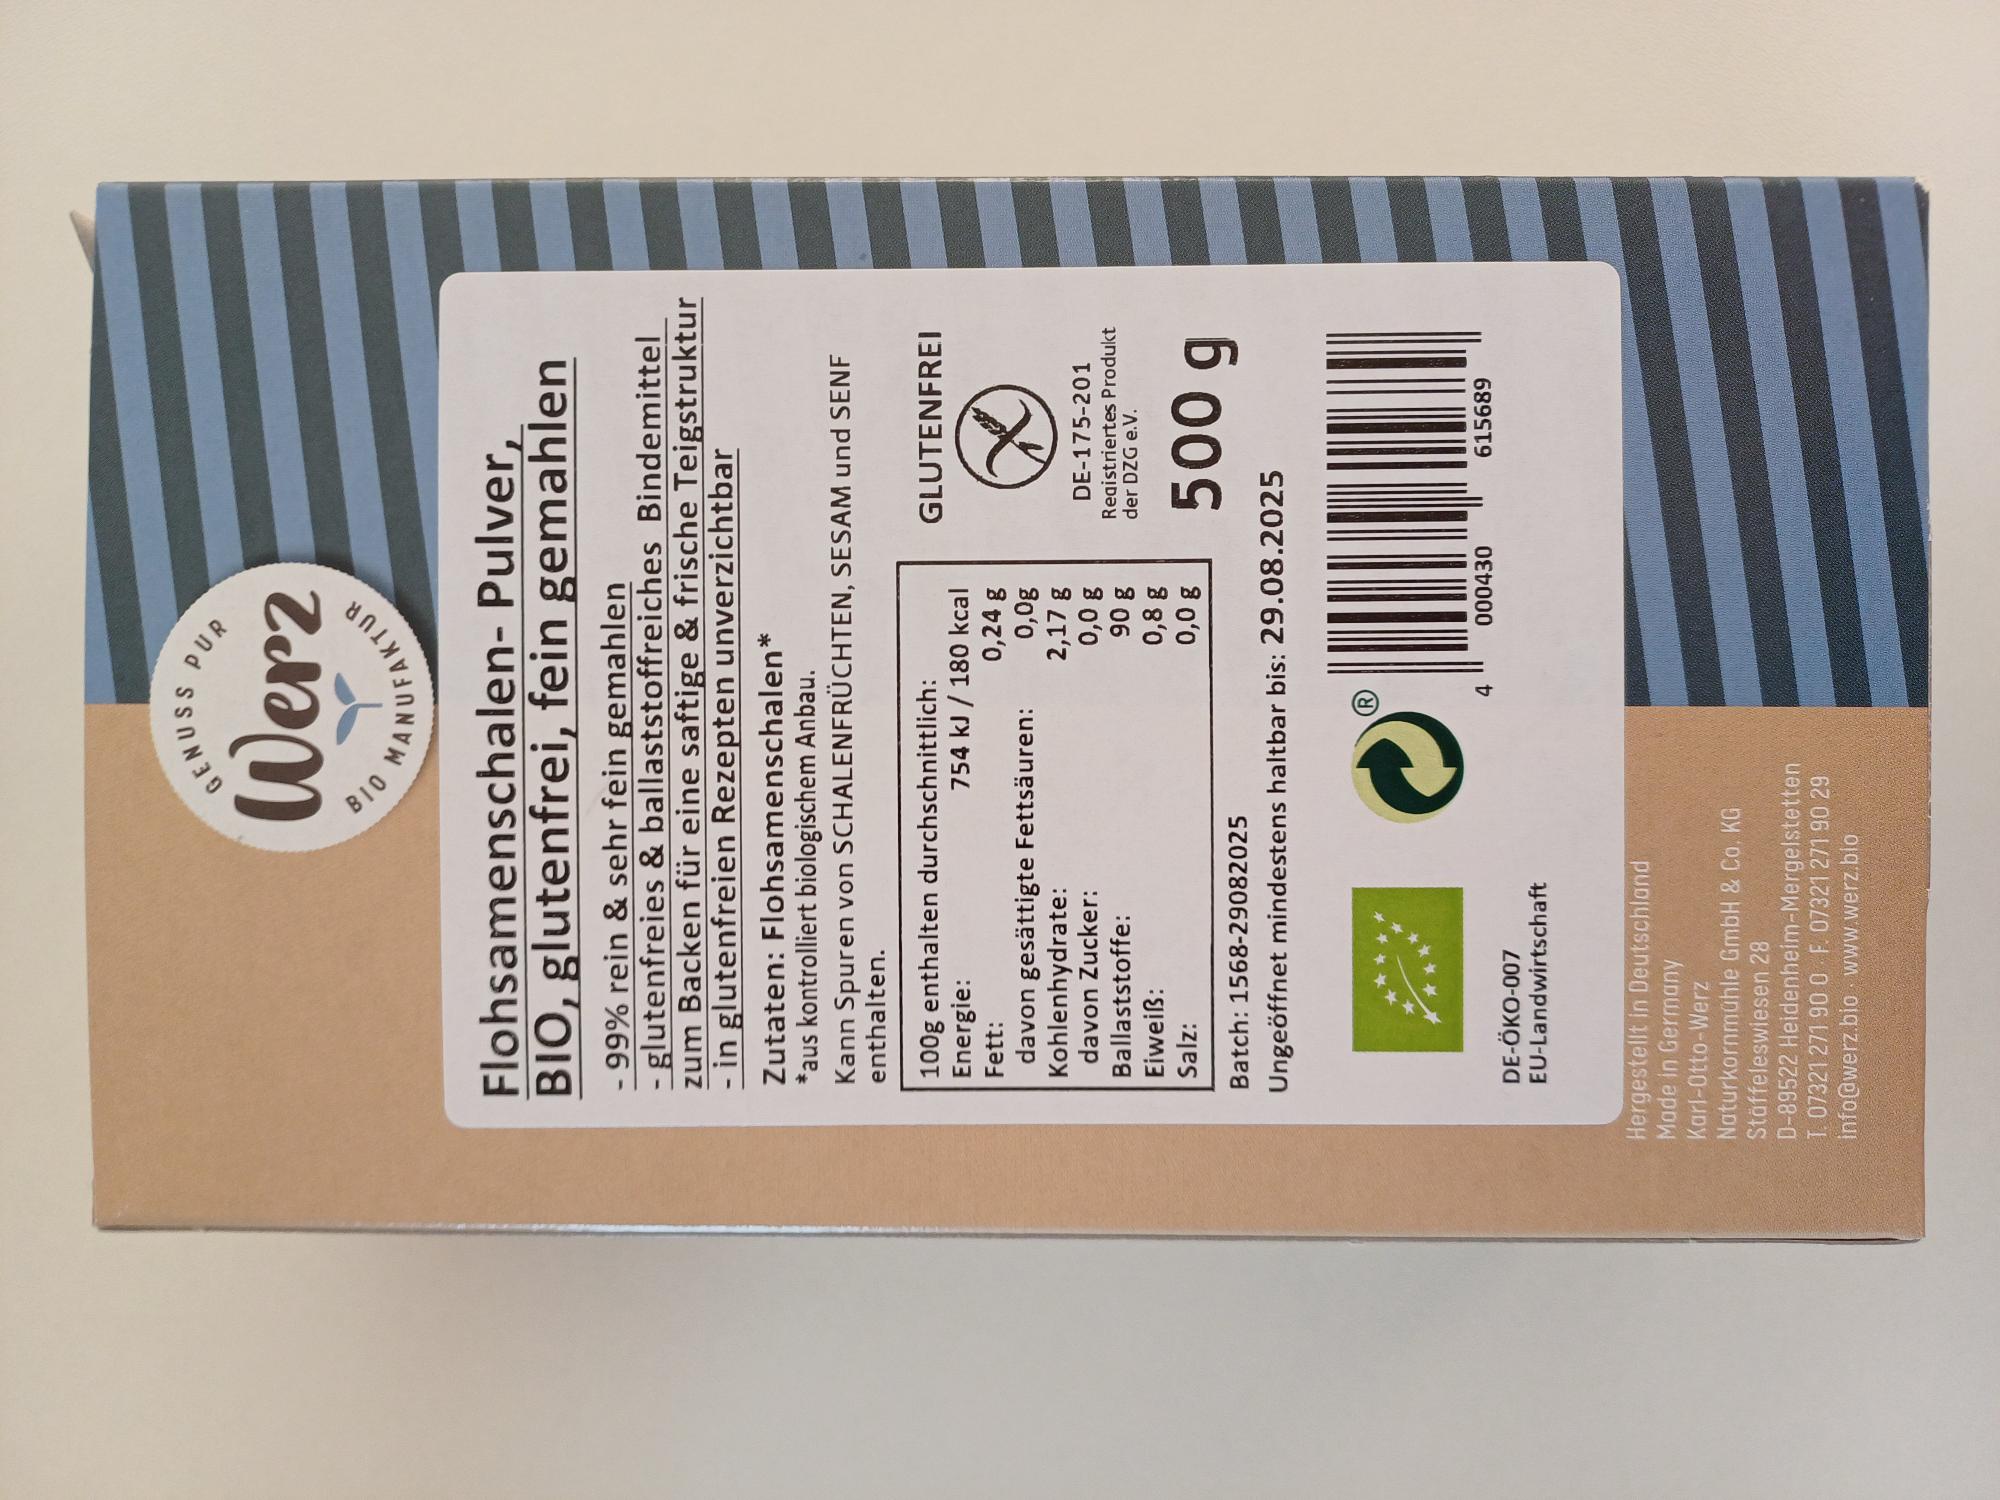 GENUSS PUR
Werz
BIO MANUFAKTUR
Flohsamenschalen- Pulver,
BIO, glutenfrei, fein gemahlen
- 99% rein & sehr fein gemahlen
- glutenfreies & ballaststoffreiches Bindemittel
zum Backen für eine saftige & frische Teigstruktur
- in glutenfreien Rezepten unverzichtbar
Zutaten: Flohsamenschalen*
*aus kontrolliert biologischem Anbau.
Kann Spuren von SCHALENFRÜCHTEN, SESAM und SENF
enthalten.
100g enthalten durchschnittlich:
Energie: 754 kJ / 180 kcal
Fett: 0,24 g
davon gesättigte Fettsäuren: 0,0g
Kohlenhydrate: 2,17 g
davon Zucker: 0,0 g
Ballaststoffe: 90 g
Eiweiß: 0,8 g
Salz: 0,0 g
GLUTENFREI
DE-175-201
Registriertes Produkt
der DZG e.V.
500 g
Batch: 1568-29082025
Ungeöffnet mindestens haltbar bis: 29.08.2025
®
4 000430 615689
DE-ÖKO-007
EU-Landwirtschaft
Hergestellt in Deutschland
Made in Germany
Karl-Otto Werz
Naturkornmühle GmbH & Co. KG
Stäffeleswiesen 28
D-89522 Heidenheim-Mergelstetten
T. 07321 271 90 0 · F. 07321 271 90 29
info@werz.bio · www.werz.bio